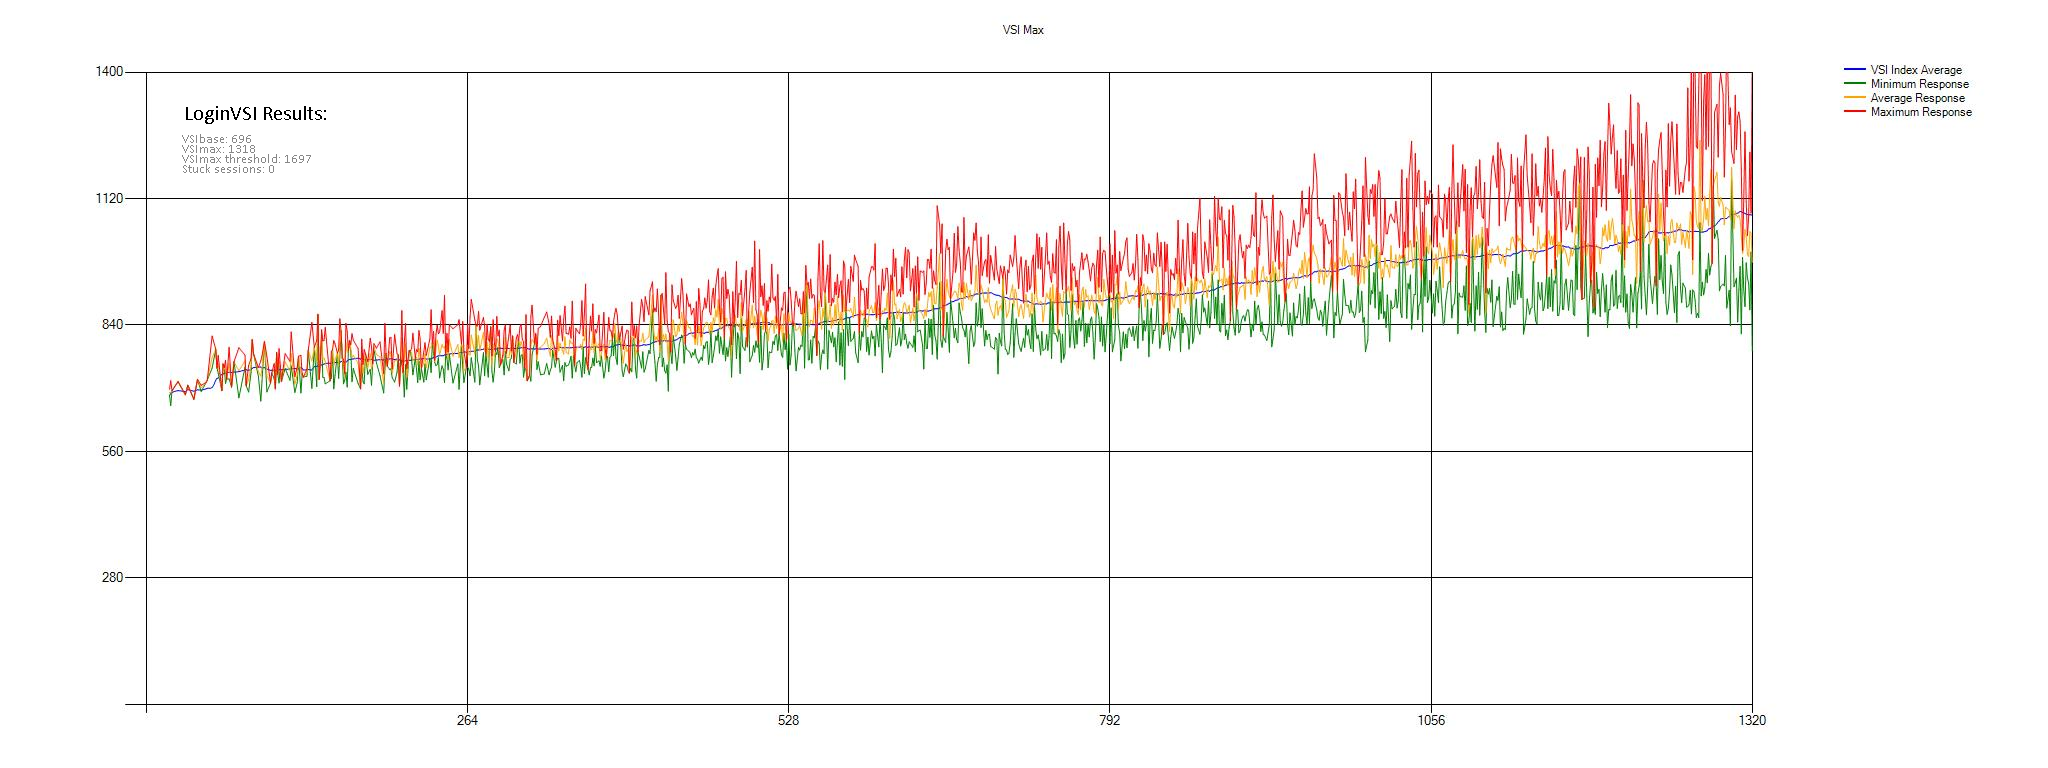 VSI Max
1400
1120
840
560
280
264
528
792
1056
1320
LoginVSI Results:
VSIbase: 696
VSImax: 1318
VSImax threshold: 1697
Stuck sessions: 0
VSI Index Average
Minimum Response
Average Response
Maximum Response